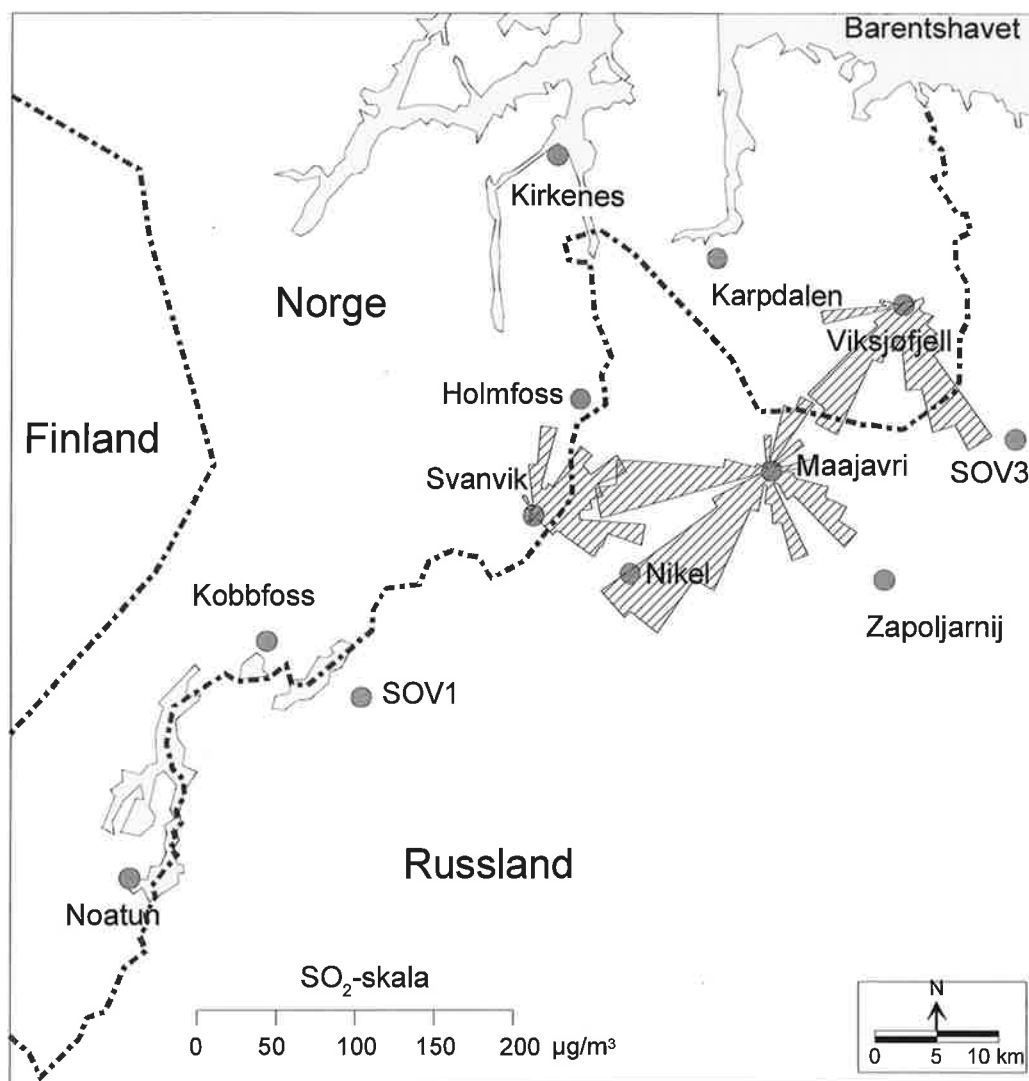 Barentshavet
Kirkenes
Norge
Karpdalen
Viksjøfjell
Holmfoss
Finland
Svanvik
Maajavri
SOV3
Nikel
Kobbfoss
Zapoljarnij
SOV1
Russland
Noatun
SO₂-skala
0 50 100 150 200 µg/m³
N
0 5 10 km